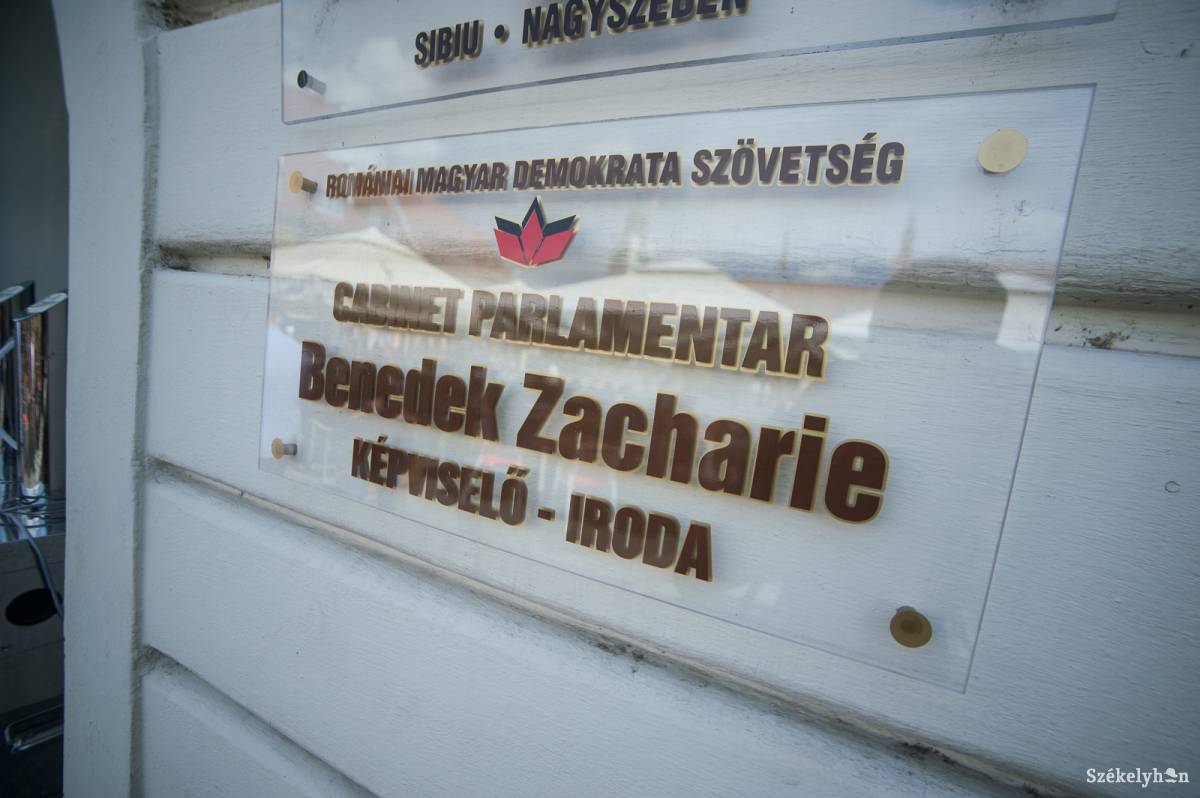 SIBIU • NAGYSZEBEN
ROMÁNIAI MAGYAR DEMOKRATA SZÖVETSÉG
CABINET PARLAMENTAR
Benedek Zacharie
KÉPVISELŐ - IRODA
Székelyhon